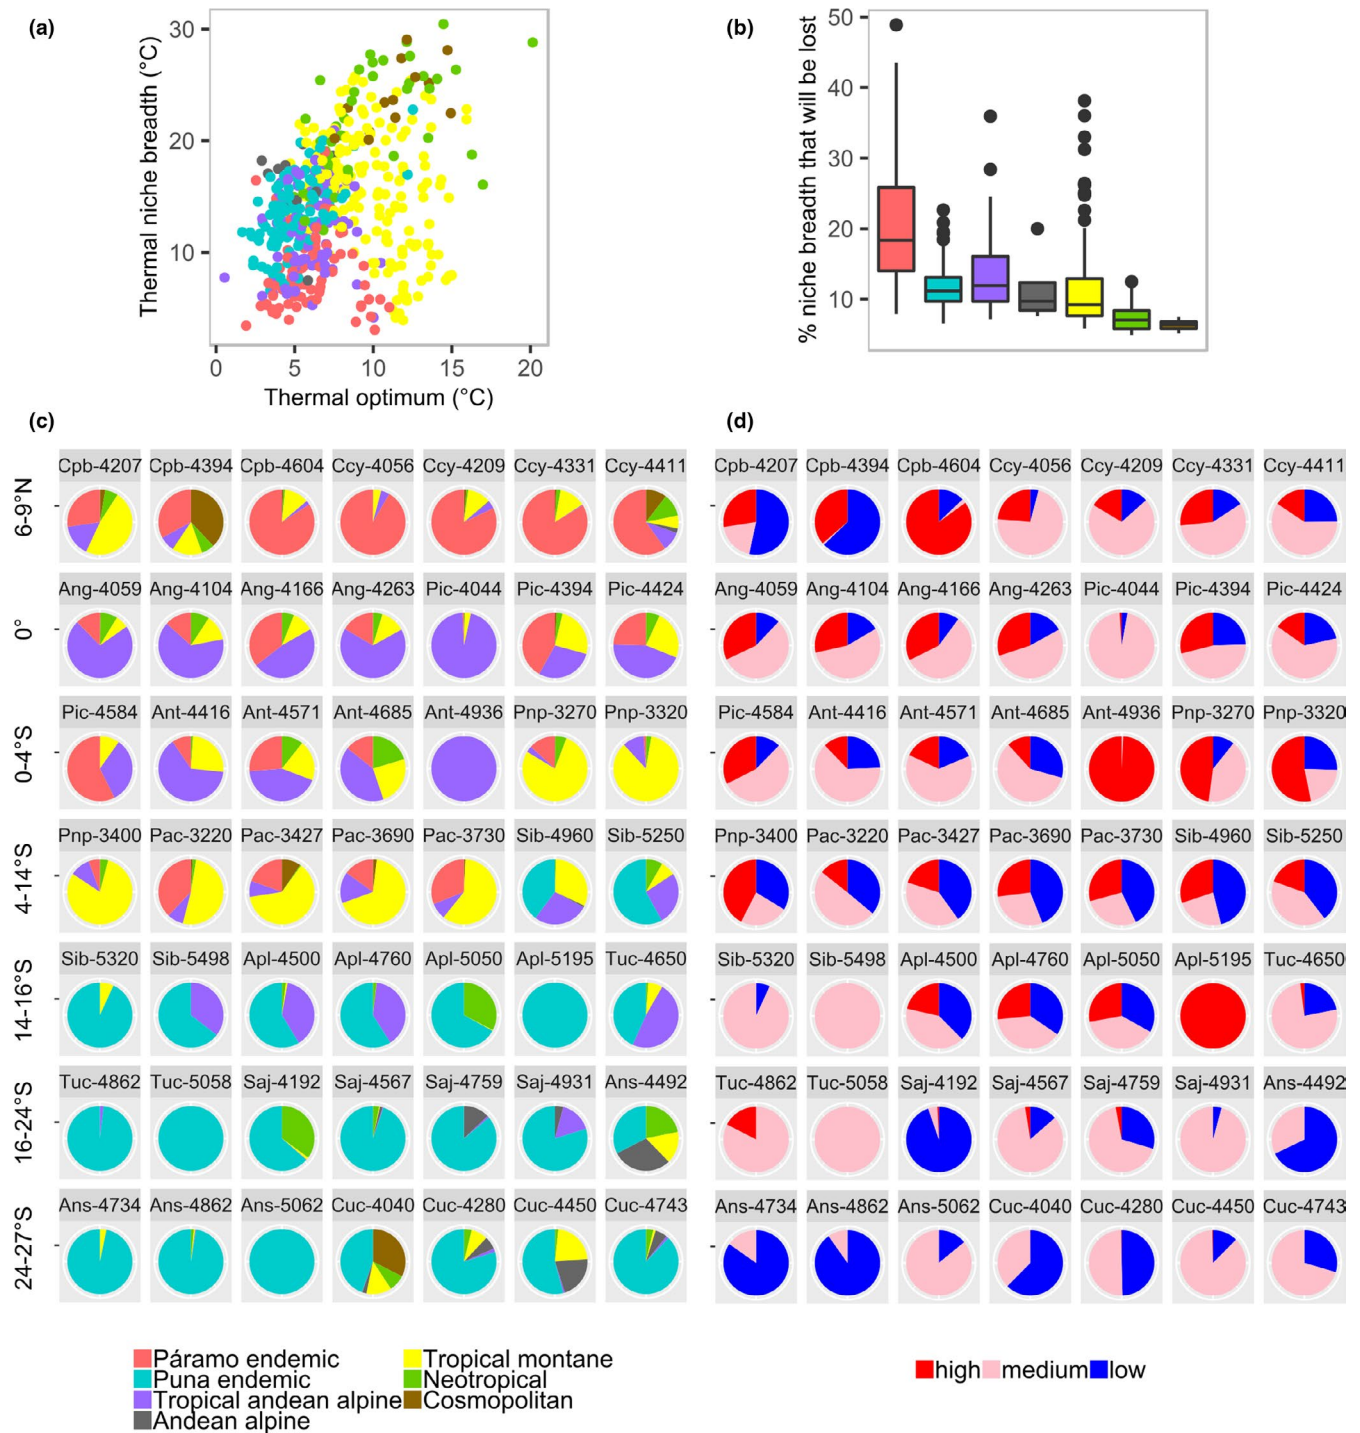 (a)
Thermal niche breadth (°C)
30
20
10
0 5 10 15 20
Thermal optimum (°C)
(b)
% niche breadth that will be lost
50
40
30
20
10
(c)
6-9°N
Cpb-4207 Cpb-4394 Cpb-4604 Ccy-4056 Ccy-4209 Ccy-4331 Ccy-4411
0°
Ang-4059 Ang-4104 Ang-4166 Ang-4263 Pic-4044 Pic-4394 Pic-4424
0-4°S
Pic-4584 Ant-4416 Ant-4571 Ant-4685 Ant-4936 Pnp-3270 Pnp-3320
4-14°S
Pnp-3400 Pac-3220 Pac-3427 Pac-3690 Pac-3730 Sib-4960 Sib-5250
14-16°S
Sib-5320 Sib-5498 Apl-4500 Apl-4760 Apl-5050 Apl-5195 Tuc-4650
16-24°S
Tuc-4862 Tuc-5058 Saj-4192 Saj-4567 Saj-4759 Saj-4931 Ans-4492
24-27°S
Ans-4734 Ans-4862 Ans-5062 Cuc-4040 Cuc-4280 Cuc-4450 Cuc-4743
Páramo endemic
Puna endemic
Tropical andean alpine
Andean alpine
Tropical montane
Neotropical
Cosmopolitan
(d)
Cpb-4207 Cpb-4394 Cpb-4604 Ccy-4056 Ccy-4209 Ccy-4331 Ccy-4411
Ang-4059 Ang-4104 Ang-4166 Ang-4263 Pic-4044 Pic-4394 Pic-4424
Pic-4584 Ant-4416 Ant-4571 Ant-4685 Ant-4936 Pnp-3270 Pnp-3320
Pnp-3400 Pac-3220 Pac-3427 Pac-3690 Pac-3730 Sib-4960 Sib-5250
Sib-5320 Sib-5498 Apl-4500 Apl-4760 Apl-5050 Apl-5195 Tuc-4650
Tuc-4862 Tuc-5058 Saj-4192 Saj-4567 Saj-4759 Saj-4931 Ans-4492
Ans-4734 Ans-4862 Ans-5062 Cuc-4040 Cuc-4280 Cuc-4450 Cuc-4743
high medium low